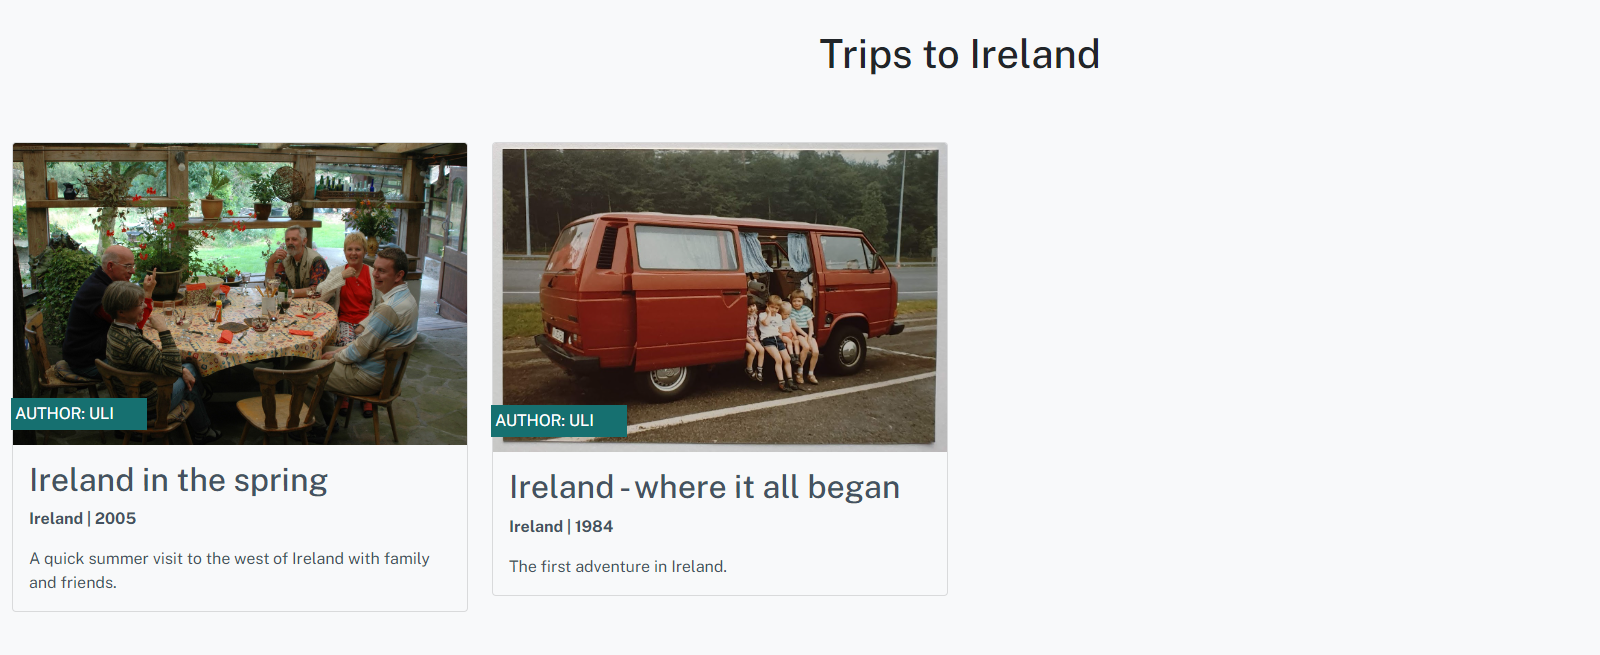 Trips to Ireland
AUTHOR: ULI
Ireland in the spring
Ireland | 2005
A quick summer visit to the west of Ireland with family
and friends.
AUTHOR: ULI
Ireland - where it all began
Ireland | 1984
The first adventure in Ireland.